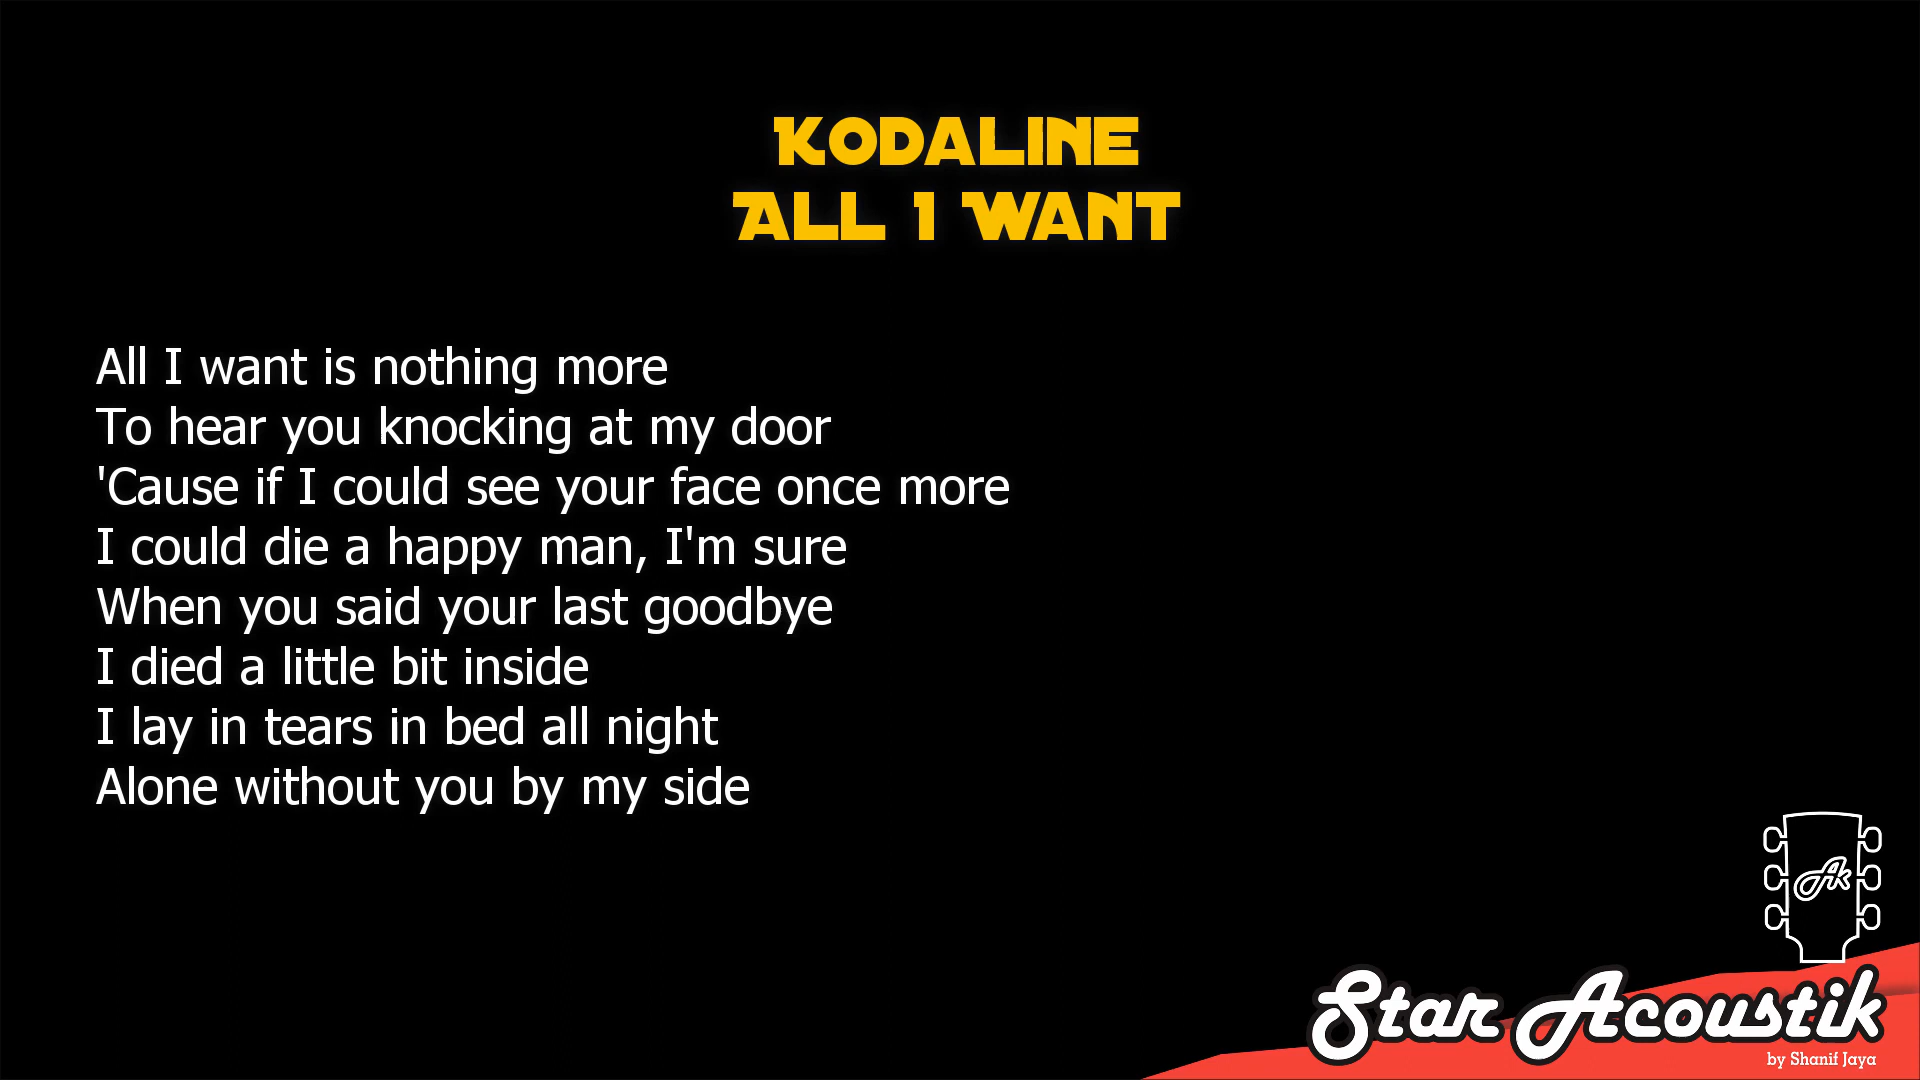 KODALINE
ALL I WANT
All I want is nothing more
To hear you knocking at my door
'Cause if I could see your face once more
I could die a happy man, I'm sure
When you said your last goodbye
I died a little bit inside
I lay in tears in bed all night
Alone without you by my side
Ak
Star Acoustik
by Shanif Jaya